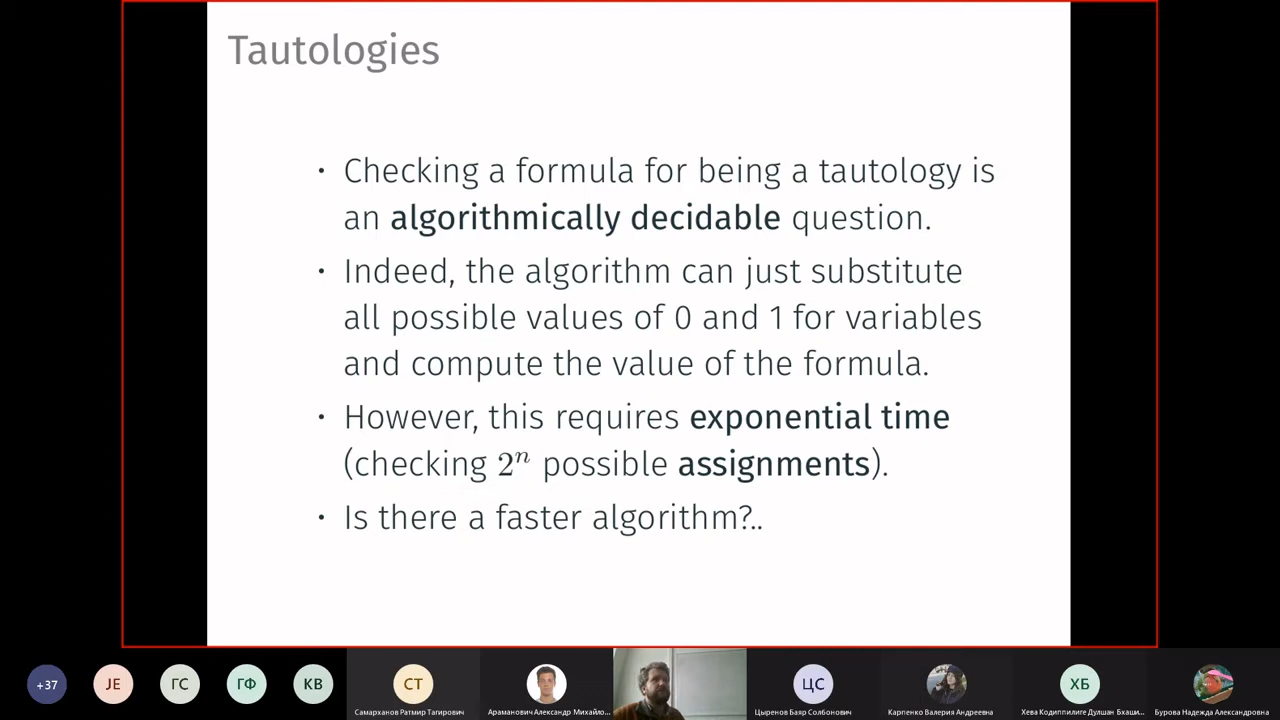 Tautologies
· Checking a formula for being a tautology is
an algorithmically decidable question.
· Indeed, the algorithm can just substitute
all possible values of 0 and 1 for variables
and compute the value of the formula.
· However, this requires exponential time
(checking 2ⁿ possible assignments).
· Is there a faster algorithm?..
+37
JE
ГС
ГФ
КВ
СТ
ЦС
ХБ
Самарханов Ратмир Тагирович
Араманович Александр Михайло...
Цыренов Баяр Солбонович
Карпенко Валерия Андреевна
Хева Кодиппилиге Дулшан Бхаши...
Бурова Надежда Александровна